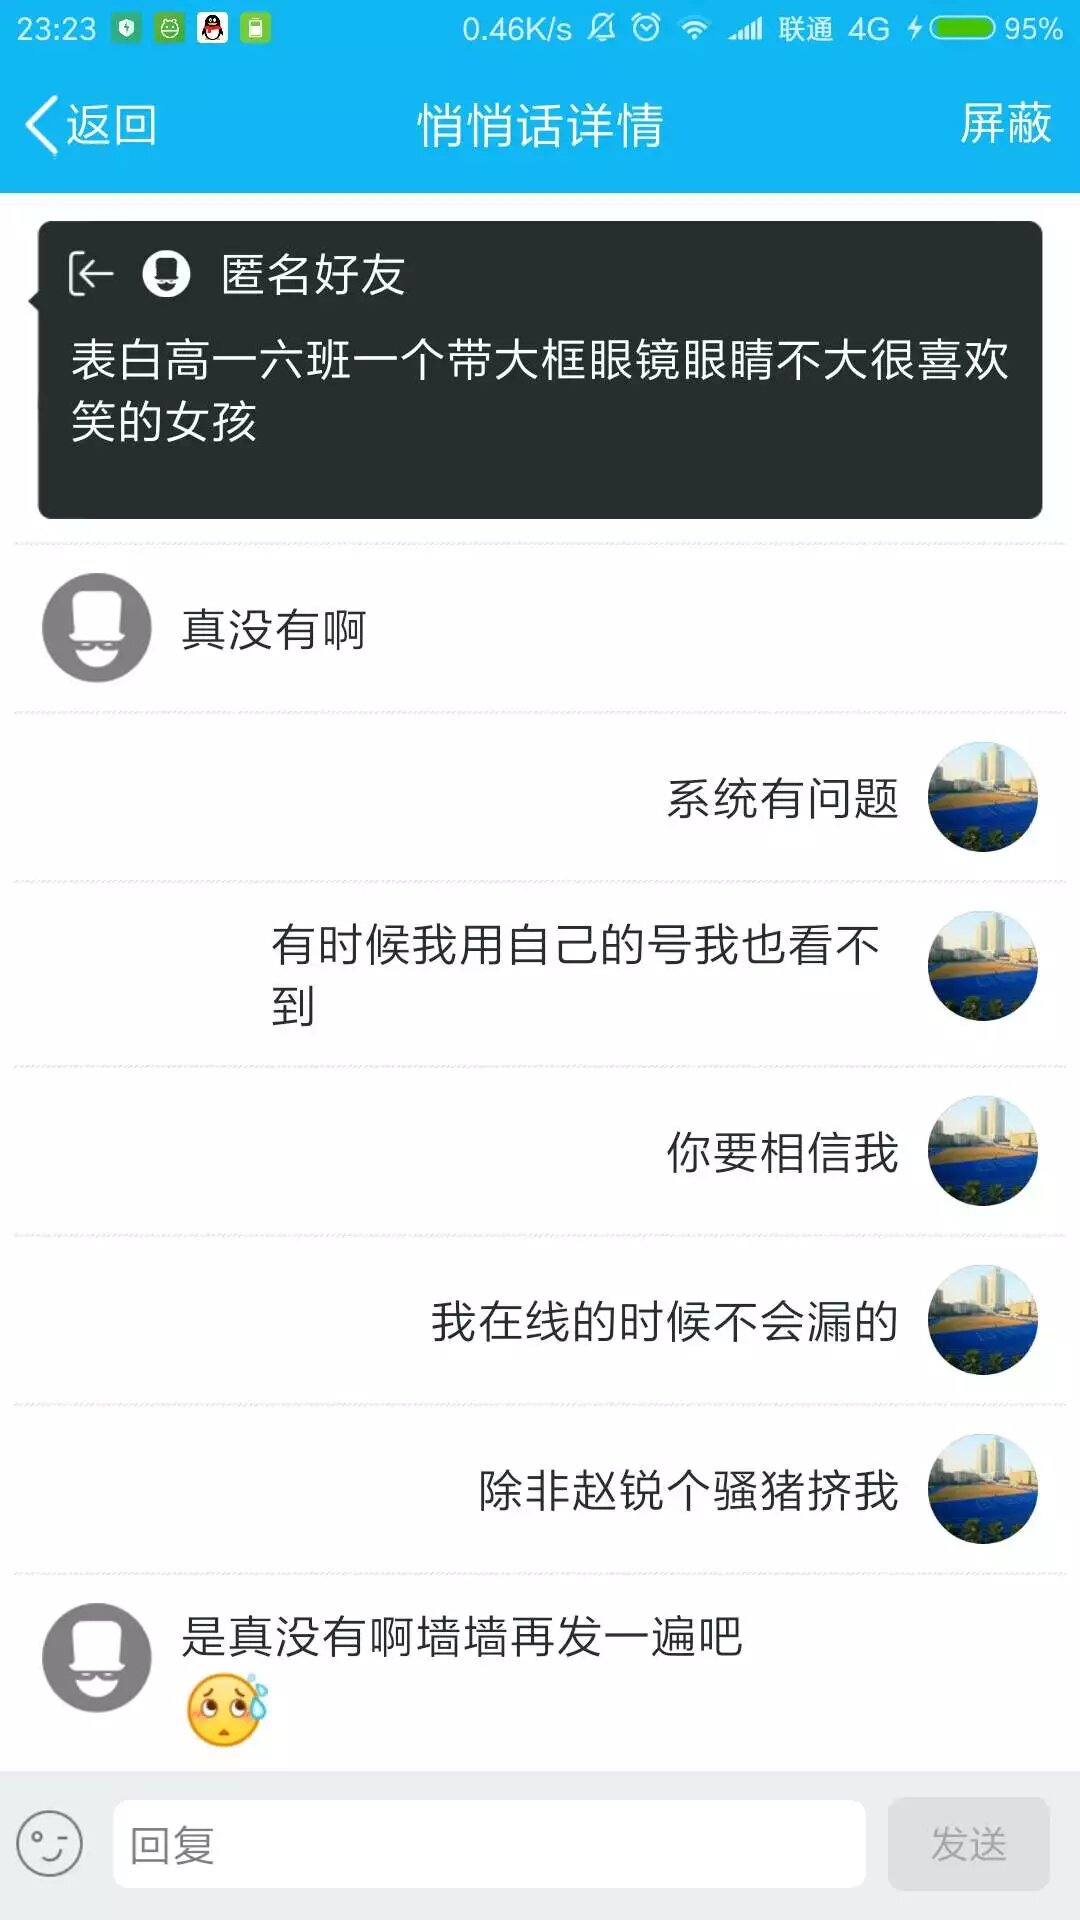 23:23 0.46K/s 联通 4G 95%
返回 悄悄话详情 屏蔽
匿名好友
表白高一六班一个带大框眼镜眼睛不大很喜欢
笑的女孩
真没有啊
系统有问题
有时候我用自己的号我也看不
到
你要相信我
我在线的时候不会漏的
除非赵锐个骚猪挤我
是真没有啊墙墙再发一遍吧
回复 发送